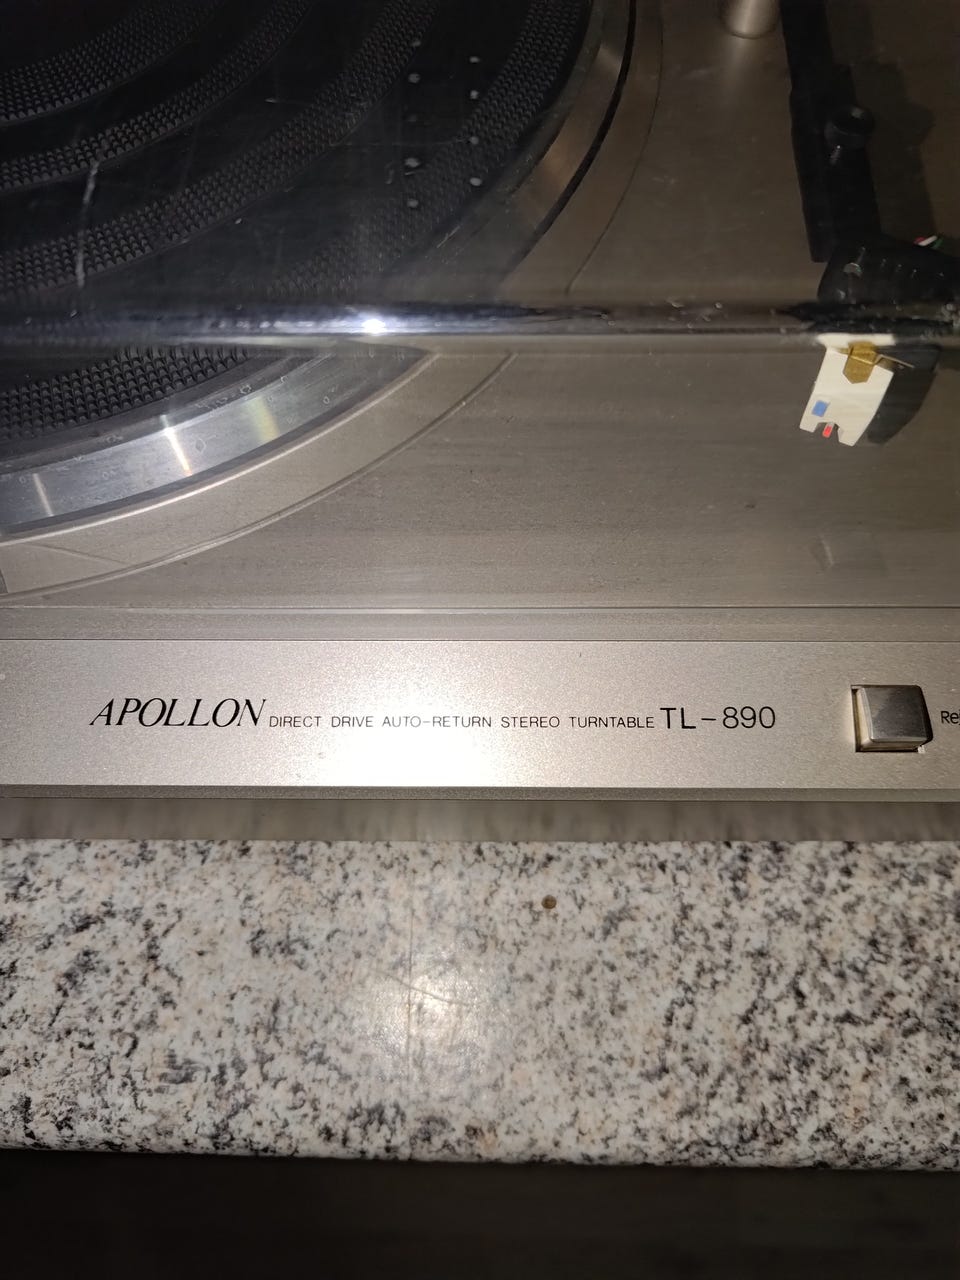 APOLLON DIRECT DRIVE AUTO-RETURN STEREO TURNTABLE TL-890